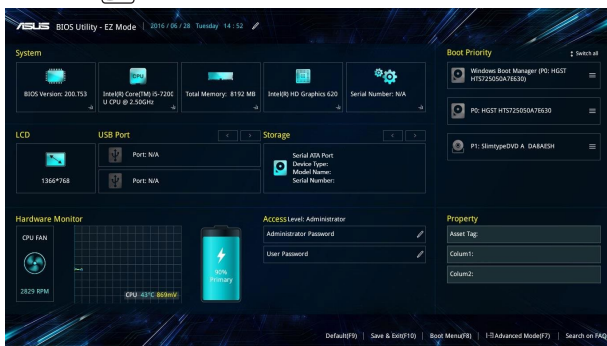 ASUS BIOS Utility - EZ Mode 2016 / 06 / 28 Tuesday 14 : 52
System
BIOS Version: 200.T53
Intel(R) Core(TM) i5-7200
U CPU @ 2.50GHz
Total Memory: 8192 MB
Intel(R) HD Graphics 620
Serial Number: N/A
Boot Priority
Switch all
Windows Boot Manager (P0: HGST
HTS725050A7E630)
P0: HGST HTS725050A7E630
P1: SlimtypeDVD A DA8AESH
LCD
1366*768
USB Port
Port: N/A
Port: N/A
Storage
Serial ATA Port
Device Type:
Model Name:
Serial Number:
Hardware Monitor
CPU FAN
2829 RPM
CPU 43°C 869mV
90%
Primary
Access Level: Administrator
Administrator Password
User Password
Property
Asset Tag:
Colum1:
Colum2:
Default(F9) Save & Exit(F10) Boot Menu(F8) Advanced Mode(F7) Search on FAQ